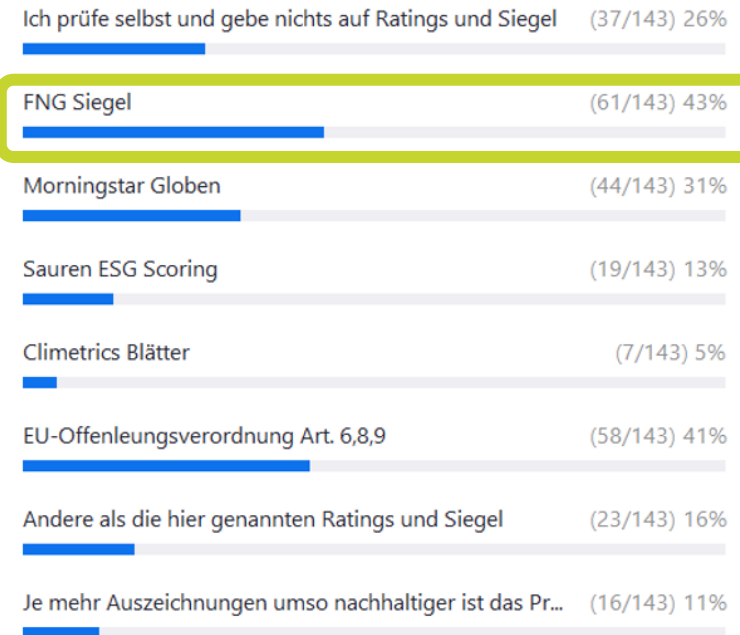 Ich prüfe selbst und gebe nichts auf Ratings und Siegel (37/143) 26%
FNG Siegel (61/143) 43%
Morningstar Globen (44/143) 31%
Sauren ESG Scoring (19/143) 13%
Climetrics Blätter (7/143) 5%
EU-Offenleungsverordnung Art. 6,8,9 (58/143) 41%
Andere als die hier genannten Ratings und Siegel (23/143) 16%
Je mehr Auszeichnungen umso nachhaltiger ist das Pr... (16/143) 11%